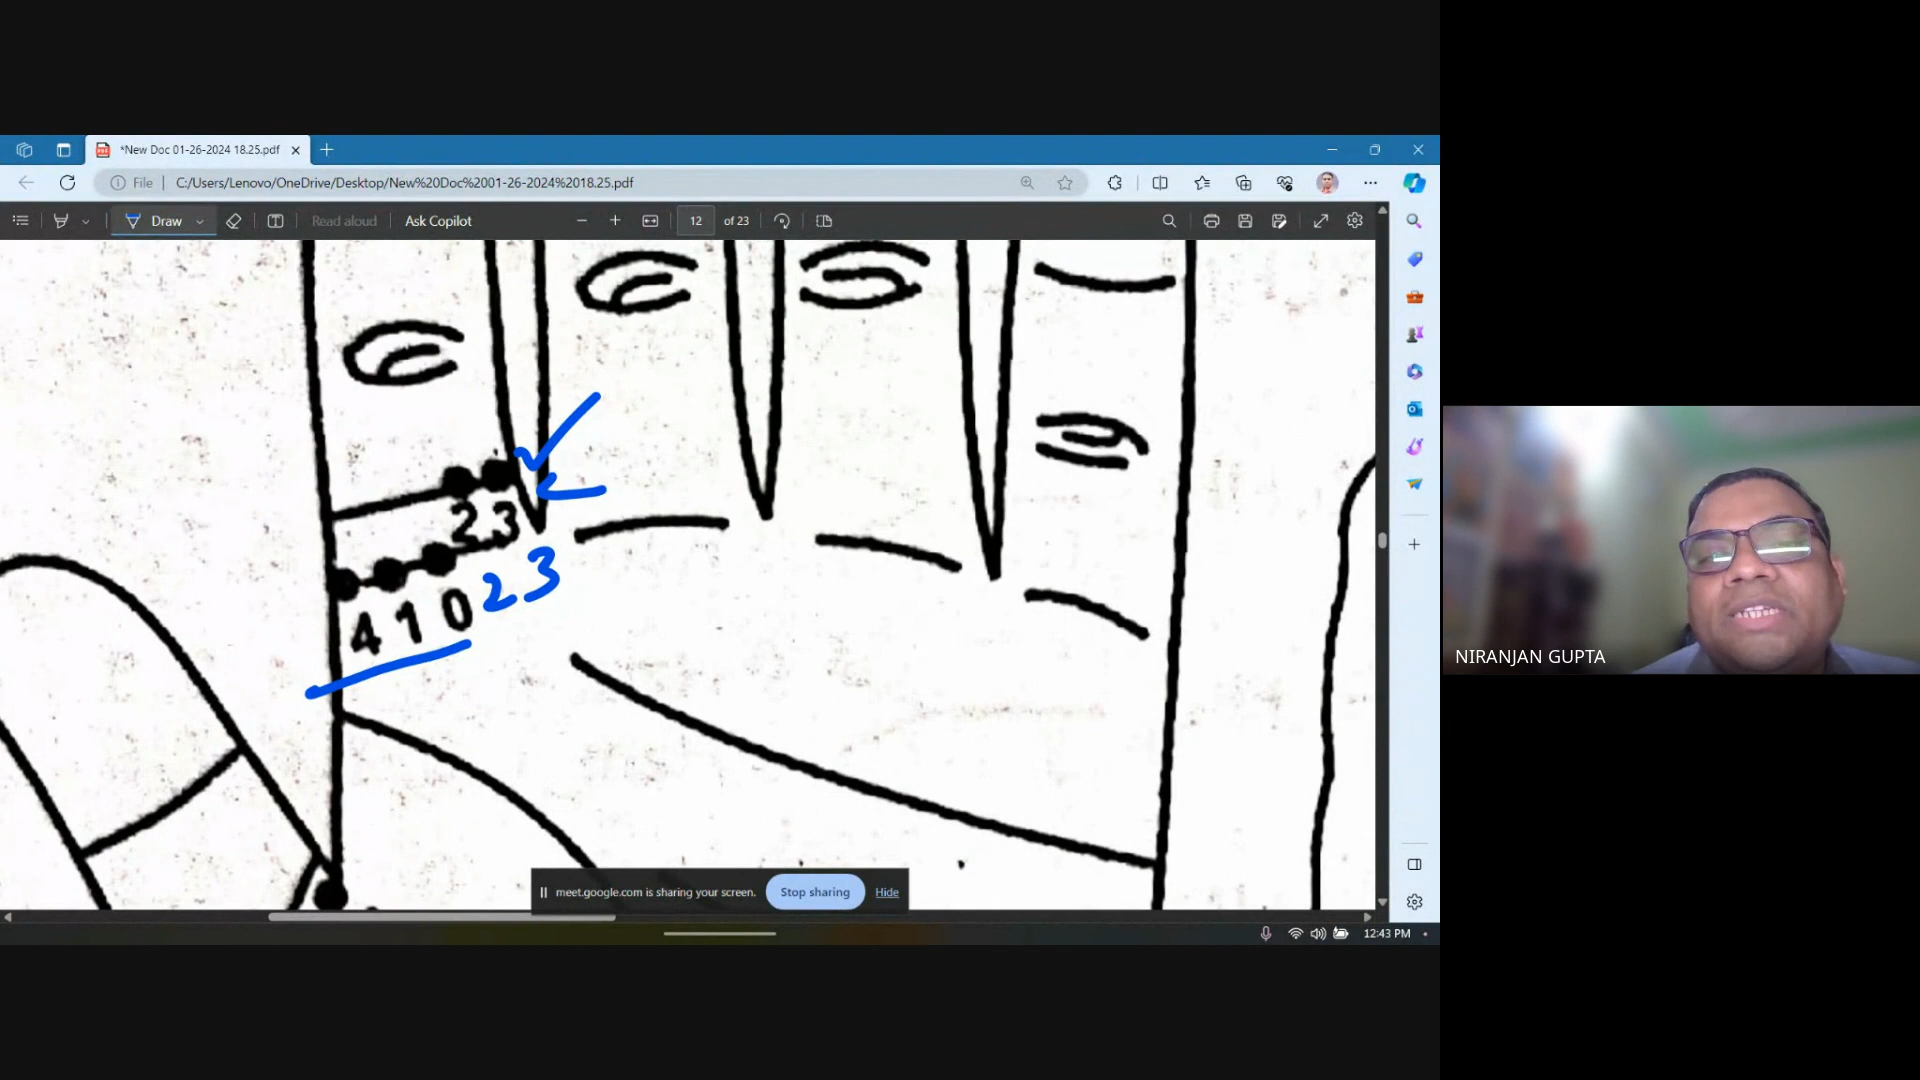 *New Doc 01-26-2024 18.25.pdf
File
C:/Users/Lenovo/OneDrive/Desktop/New%20Doc%2001-26-2024%2018.25.pdf
Draw
Read aloud
Ask Copilot
12 of 23
2 3
4 1 0 2 3
NIRANJAN GUPTA
meet.google.com is sharing your screen.
Stop sharing
Hide
12:43 PM